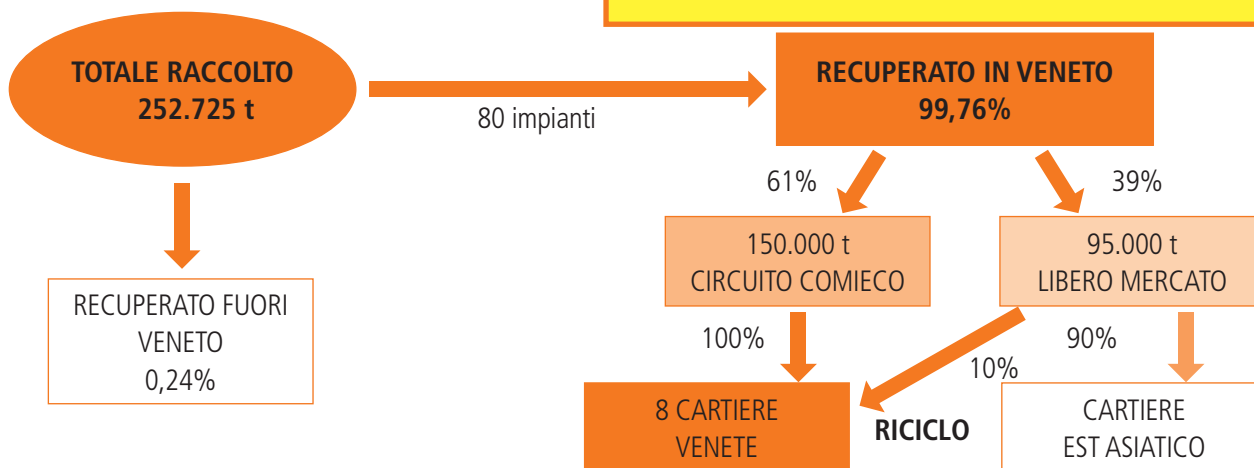 TOTALE RACCOLTO
252.725 t
80 impianti
RECUPERATO IN VENETO
99,76%
61%
39%
RECUPERATO FUORI
VENETO
0,24%
150.000 t
CIRCUITO COMIECO
95.000 t
LIBERO MERCATO
100%
10%
90%
8 CARTIERE
VENETE
RICICLO
CARTIERE
EST ASIATICO